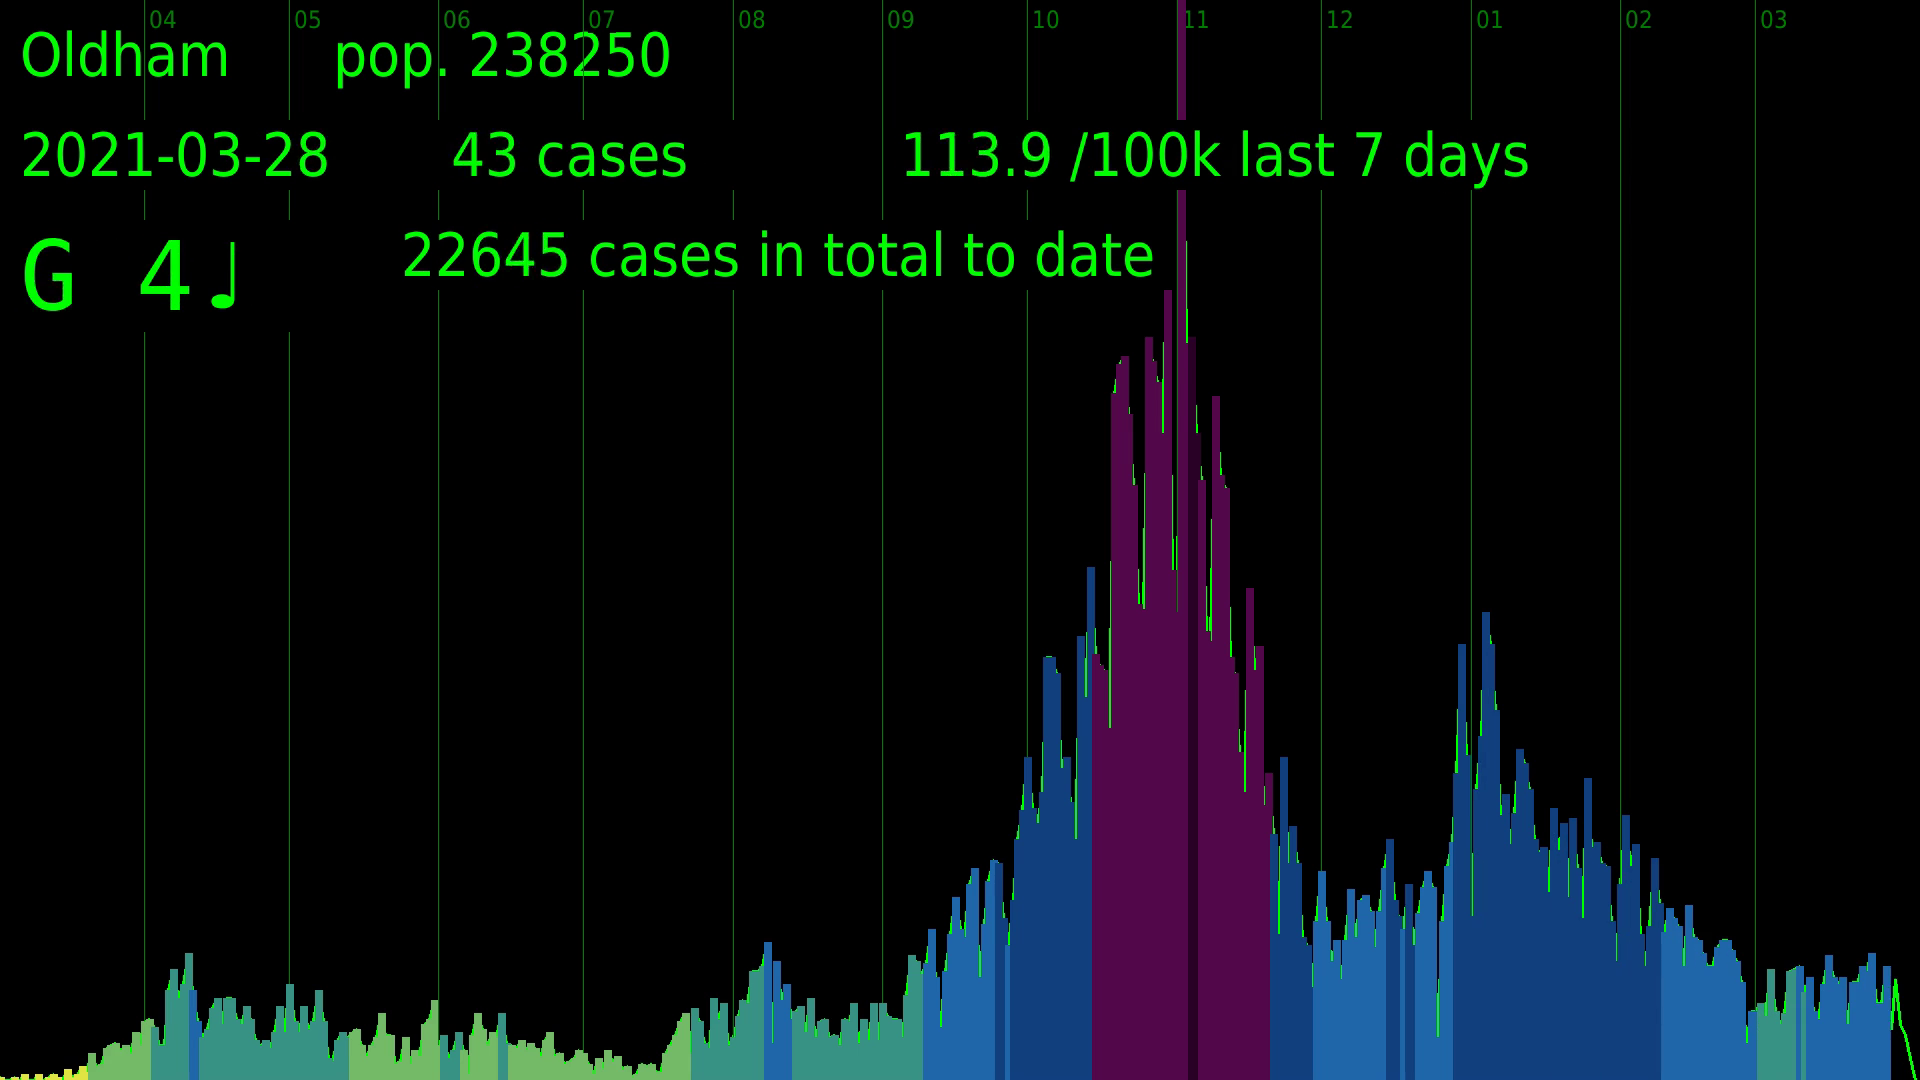 04 05 06 07 08 09 10 11 12 01 02 03
Oldham pop. 238250
2021-03-28 43 cases 113.9 /100k last 7 days
G 4♩ 22645 cases in total to date